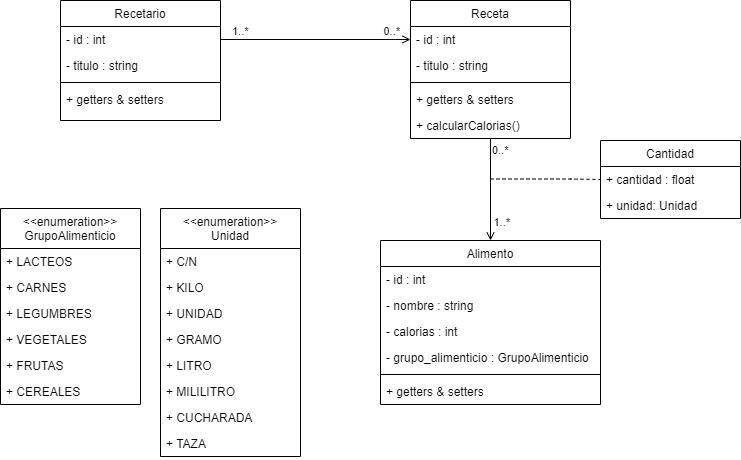 Recetario
- id : int
- titulo : string
+ getters & setters
1..*
0..*
Receta
- id : int
- titulo : string
+ getters & setters
+ calcularCalorias()
0..*
1..*
Cantidad
+ cantidad : float
+ unidad: Unidad
<<enumeration>>
GrupoAlimenticio
+ LACTEOS
+ CARNES
+ LEGUMBRES
+ VEGETALES
+ FRUTAS
+ CEREALES
<<enumeration>>
Unidad
+ C/N
+ KILO
+ UNIDAD
+ GRAMO
+ LITRO
+ MILILITRO
+ CUCHARADA
+ TAZA
Alimento
- id : int
- nombre : string
- calorias : int
- grupo_alimenticio : GrupoAlimenticio
+ getters & setters